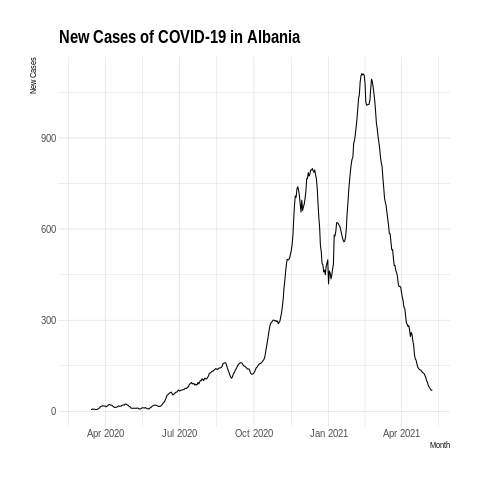 New Cases of COVID-19 in Albania
New Cases
900
600
300
0
Apr 2020 Jul 2020 Oct 2020 Jan 2021 Apr 2021
Month